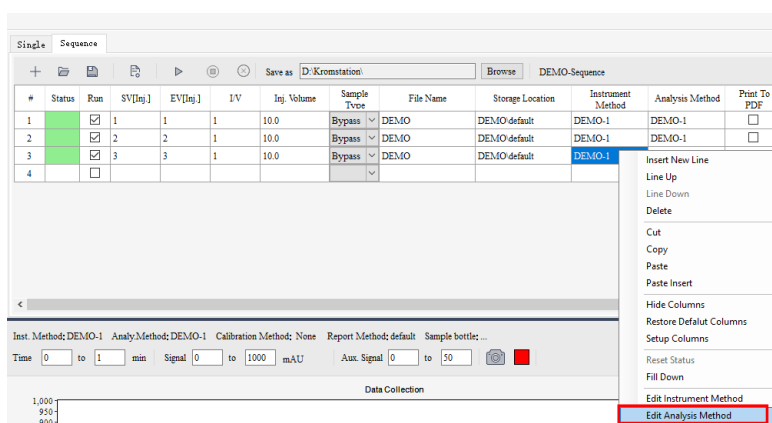 Single Sequence
Save as D:\Kromstation\ Browse DEMO-Sequence
# Status Run SV[Inj.] EV[Inj.] I/V Inj. Volume Sample Type File Name Storage Location Instrument Method Analysis Method Print To PDF
1 1 1 1 10.0 Bypass DEMO DEMO\default DEMO-1 DEMO-1
2 2 2 1 10.0 Bypass DEMO DEMO\default DEMO-1 DEMO-1
3 3 3 1 10.0 Bypass DEMO DEMO\default DEMO-1
4
Insert New Line
Line Up
Line Down
Delete
Cut
Copy
Paste
Paste Insert
Hide Columns
Restore Defalut Columns
Setup Columns
Reset Status
Fill Down
Edit Instrument Method
Edit Analysis Method
Inst. Method: DEMO-1 Analy.Method: DEMO-1 Calibration Method: None Report Method: default Sample bottle: ...
Time 0 to 1 min Signal 0 to 1000 mAU Aux. Signal 0 to 50
Data Collection
1,000
950
900